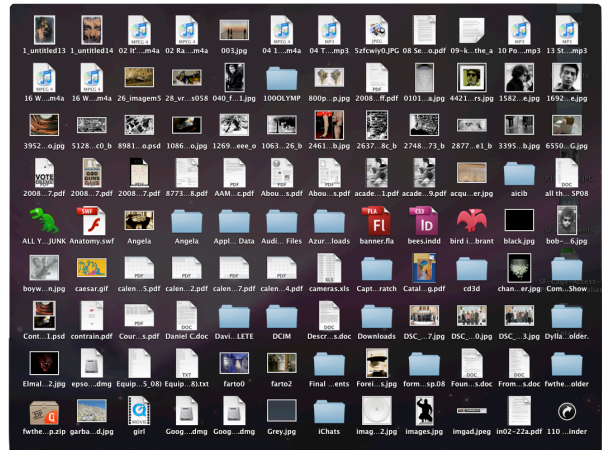 1_untitled13 1_untitled14 02 It'...m4a 02 Ra...m4a 003.jpg 04 1...m4a 04 T...mp3 5zfcwiy0.JPG 08 Se...o.pdf 09-k...the_a 10 Po...mp3 13 St...mp3
16 W...m4a 16 W...m4a 26_imagem5 28_vr...s058 040_f...1.jpg 100OLYMP 800p...p.jpg 2008...ff.pdf 0101...a.jpg 4421...rs.jpg 1582...e.jpg 1692...e.jpg
3952...o.jpg 5128...c0_b 8981...o.psd 1086...o.jpg 1269...eee_o 1063...26_b 2461...b.jpg 2637...8c_b 2748...73_b 2877...e1_b 3395...b.jpg 6550...G.jpg
2008...7.pdf 2008...7.pdf 2008...7.pdf 8773...8.pdf AAM...c.pdf Abou...s.pdf Abou...s.pdf acade...1.pdf acade...9.pdf acqu...er.jpg aicib all th... SP08
ALL Y...JUNK Anatomy.swf Angela Angela Appl... Data Audi... Files Azur...loads banner.fla bees.indd bird i...brant black.jpg bob-...6.jpg
boyw...n.jpg caesar.gif calen...5.pdf calen...2.pdf calen...7.pdf calen...4.pdf cameras.xls Capt...ratch Catal...g.pdf cd3d chan...er.jpg Com...Show
Cont...1.psd contrain.pdf Cour...s.pdf Daniel C.doc Davi...LETE DCIM Descr...s.doc Downloads DSC_...7.jpg DSC_...0.jpg DSC_...3.jpg Dylla...older.
Elmal...2.jpg epso...dmg Equip...5_08) Equip...8).txt farto0 farto2 Final ...ents Forei...s.jpg form...sp.08 Foun...s.doc From...s.doc fwthe...older
fwthe...p.zip garba...d.jpg girl Goog...dmg Goog...dmg Grey.jpg iChats imag...2.jpg images.jpg imgad.jpeg in02-22a.pdf 110 ...inder